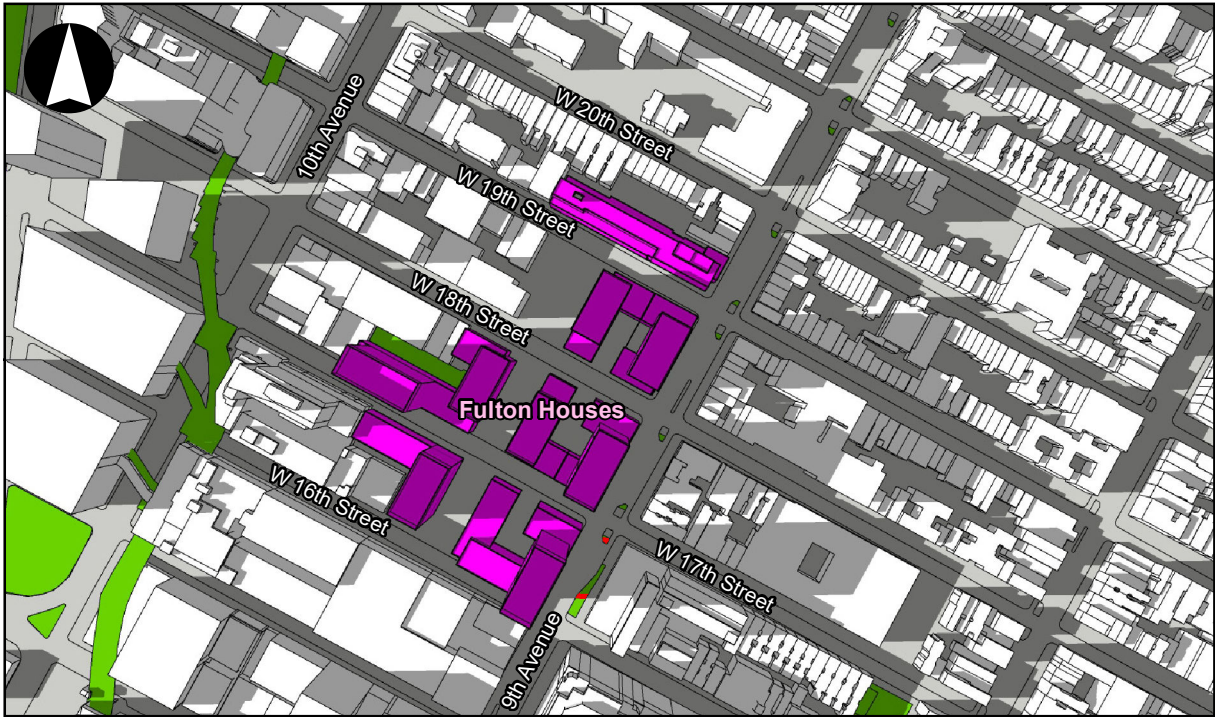 10th Avenue
W 20th Street
W 19th Street
W 18th Street
Fulton Houses
W 16th Street
W 17th Street
9th Avenue